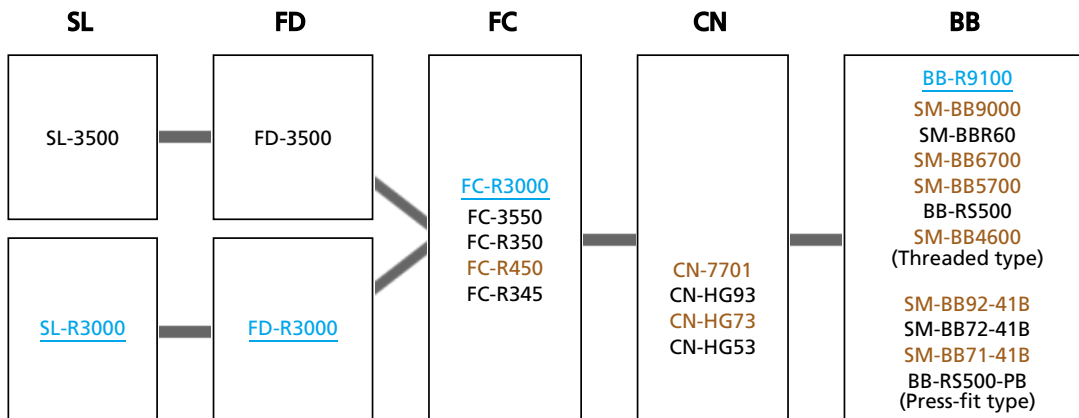 SL
FD
FC
CN
BB
SL-3500
FD-3500
SL-R3000
FD-R3000
FC-R3000
FC-3550
FC-R350
FC-R450
FC-R345
CN-7701
CN-HG93
CN-HG73
CN-HG53
BB-R9100
SM-BB9000
SM-BBR60
SM-BB6700
SM-BB5700
BB-RS500
SM-BB4600
(Threaded type)
SM-BB92-41B
SM-BB72-41B
SM-BB71-41B
BB-RS500-PB
(Press-fit type)